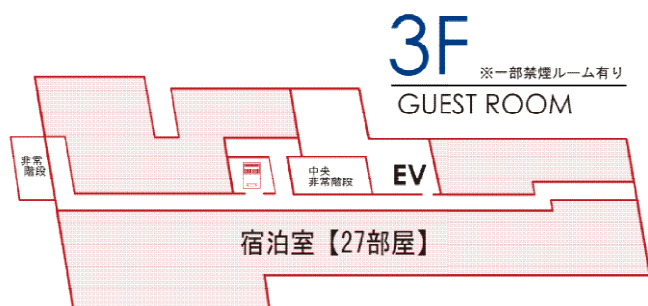 3F
※一部禁煙ルーム有り
GUEST ROOM
非常
階段
中央
非常階段
EV
宿泊室【27部屋】